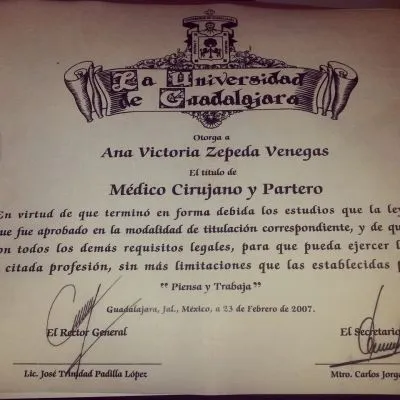 La Universidad
de Guadalajara
Otorga a
Ana Victoria Zepeda Venegas
El título de
Médico Cirujano y Partero
En virtud de que terminó en forma debida los estudios que la ley
que fue aprobado en la modalidad de titulación correspondiente, y de qu
on todos los demás requisitos legales, para que pueda ejercer l
citada profesión, sin más limitaciones que las establecidas p
"Piensa y Trabaja"
Guadalajara, Jal., México, a 23 de Febrero de 2007.
El Rector General
El Secretario
Lic. José Trinidad Padilla López
Mtro. Carlos Jorg